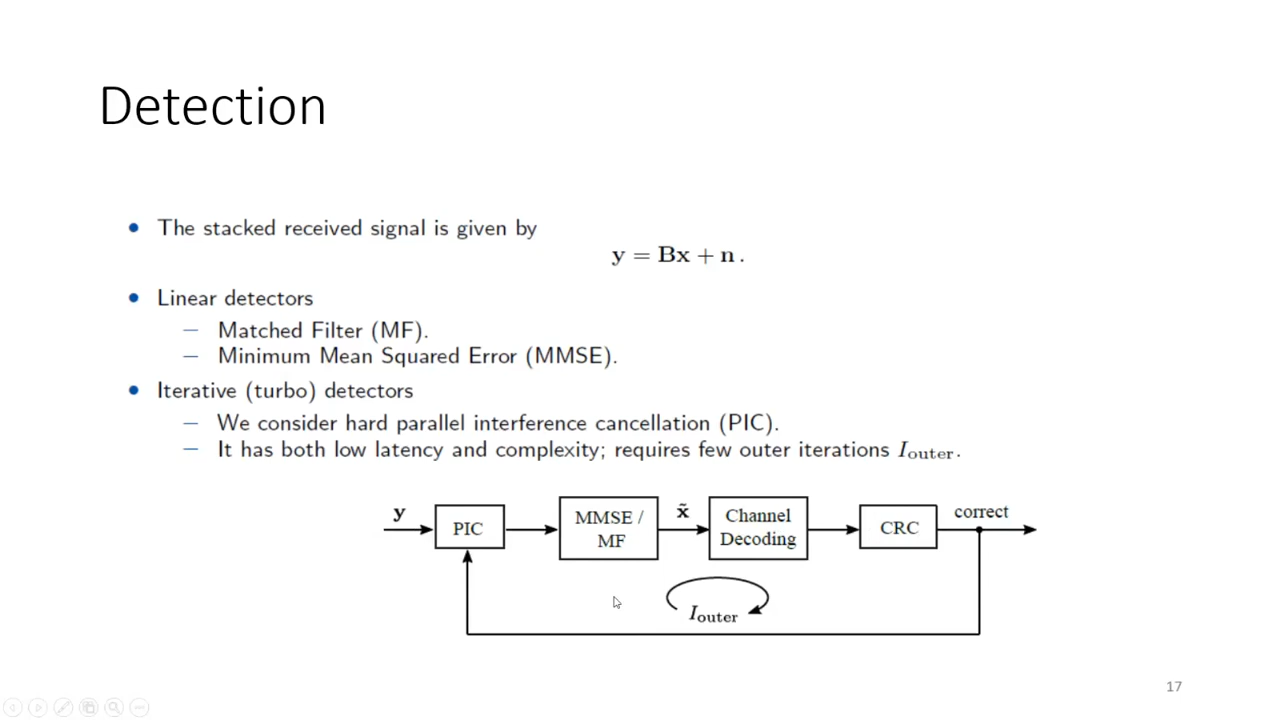 Detection
• The stacked received signal is given by
y = Bx + n .
• Linear detectors
– Matched Filter (MF).
– Minimum Mean Squared Error (MMSE).
• Iterative (turbo) detectors
– We consider hard parallel interference cancellation (PIC).
– It has both low latency and complexity; requires few outer iterations I_outer.
y
PIC
MMSE /
MF
x̃
Channel
Decoding
CRC
correct
I_outer
17